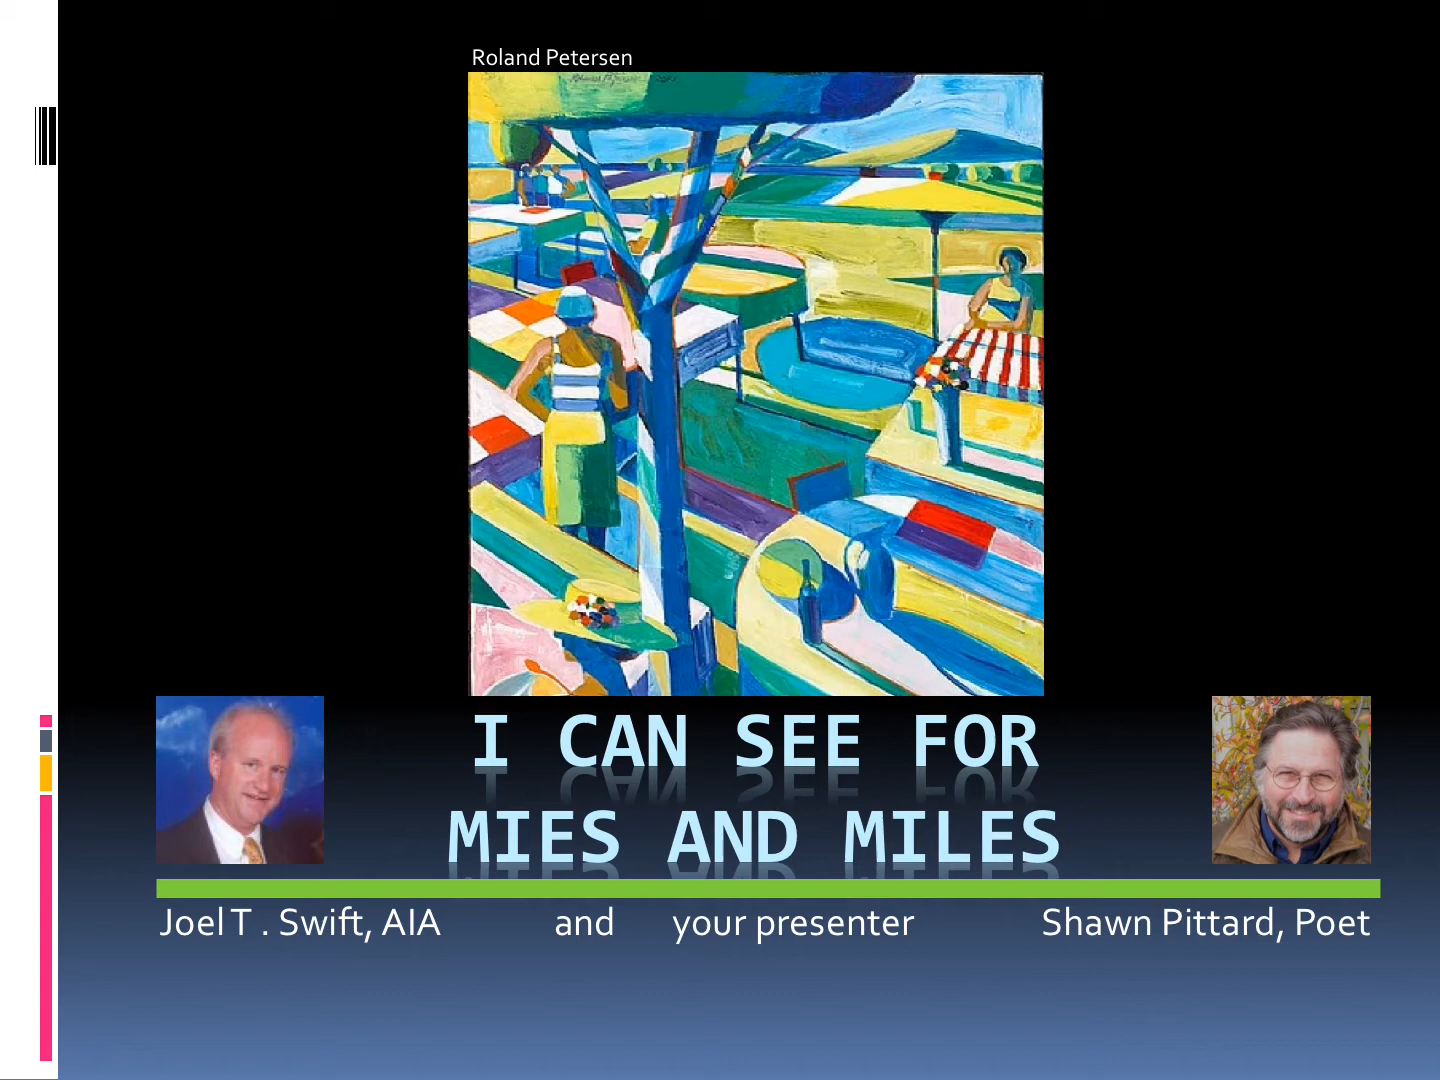 Roland Petersen
I CAN SEE FOR
MIES AND MILES
Joel T . Swift, AIA and your presenter Shawn Pittard, Poet